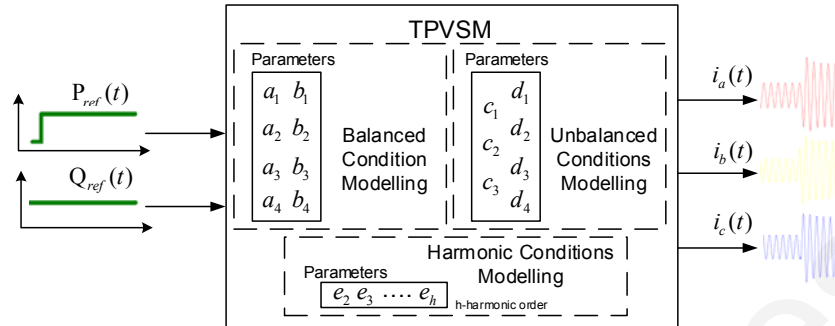 TPVSM
Parameters
a1 b1
a2 b2
a3 b3
a4 b4
Balanced
Condition
Modelling
Parameters
c1
c2
c3
d1
d2
d3
d4
Unbalanced
Conditions
Modelling
Harmonic Conditions
Modelling
Parameters
e2 e3 .... eh
h-harmonic order
Pref(t)
Qref(t)
ia(t)
ib(t)
ic(t)